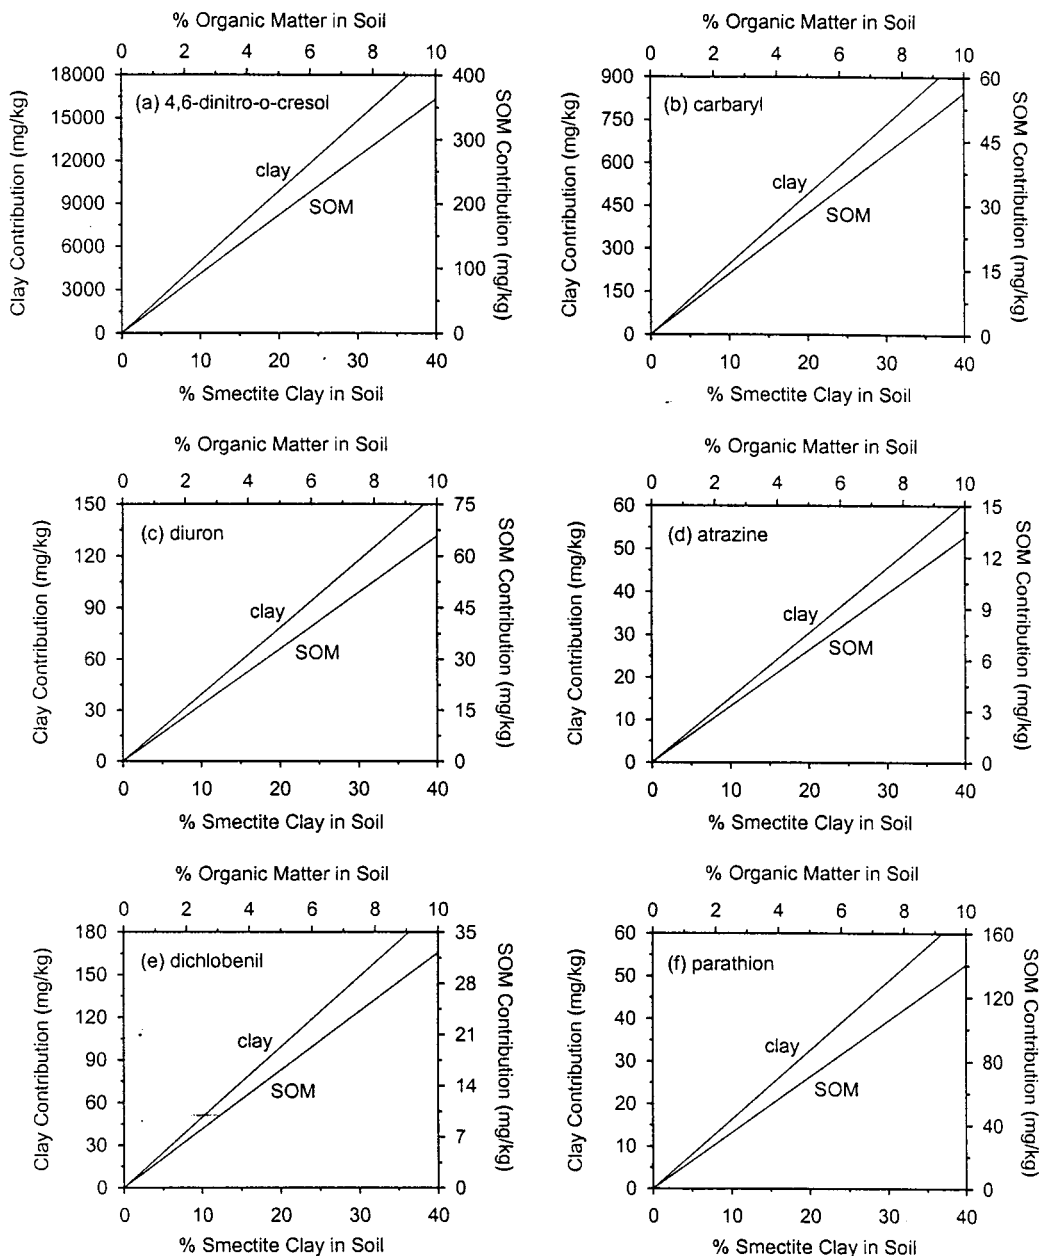 % Organic Matter in Soil
0 2 4 6 8 10
18000 15000 12000 9000 6000 3000 0
Clay Contribution (mg/kg)
(a) 4,6-dinitro-o-cresol
clay
SOM
400 300 200 100 0
SOM Contribution (mg/kg)
0 10 20 30 40
% Smectite Clay in Soil
% Organic Matter in Soil
0 2 4 6 8 10
900 750 600 450 300 150 0
Clay Contribution (mg/kg)
(b) carbaryl
clay
SOM
60 45 30 15 0
SOM Contribution (mg/kg)
0 10 20 30 40
% Smectite Clay in Soil
% Organic Matter in Soil
0 2 4 6 8 10
150 120 90 60 30 0
Clay Contribution (mg/kg)
(c) diuron
clay
SOM
75 60 45 30 15 0
SOM Contribution (mg/kg)
0 10 20 30 40
% Smectite Clay in Soil
% Organic Matter in Soil
0 2 4 6 8 10
60 50 40 30 20 10 0
Clay Contribution (mg/kg)
(d) atrazine
clay
SOM
15 12 9 6 3 0
SOM Contribution (mg/kg)
0 10 20 30 40
% Smectite Clay in Soil
% Organic Matter in Soil
0 2 4 6 8 10
180 150 120 90 60 30 0
Clay Contribution (mg/kg)
(e) dichlobenil
clay
SOM
35 28 21 14 7 0
SOM Contribution (mg/kg)
0 10 20 30 40
% Smectite Clay in Soil
% Organic Matter in Soil
0 2 4 6 8 10
60 50 40 30 20 10 0
Clay Contribution (mg/kg)
(f) parathion
clay
SOM
160 120 80 40 0
SOM Contribution (mg/kg)
0 10 20 30 40
% Smectite Clay in Soil